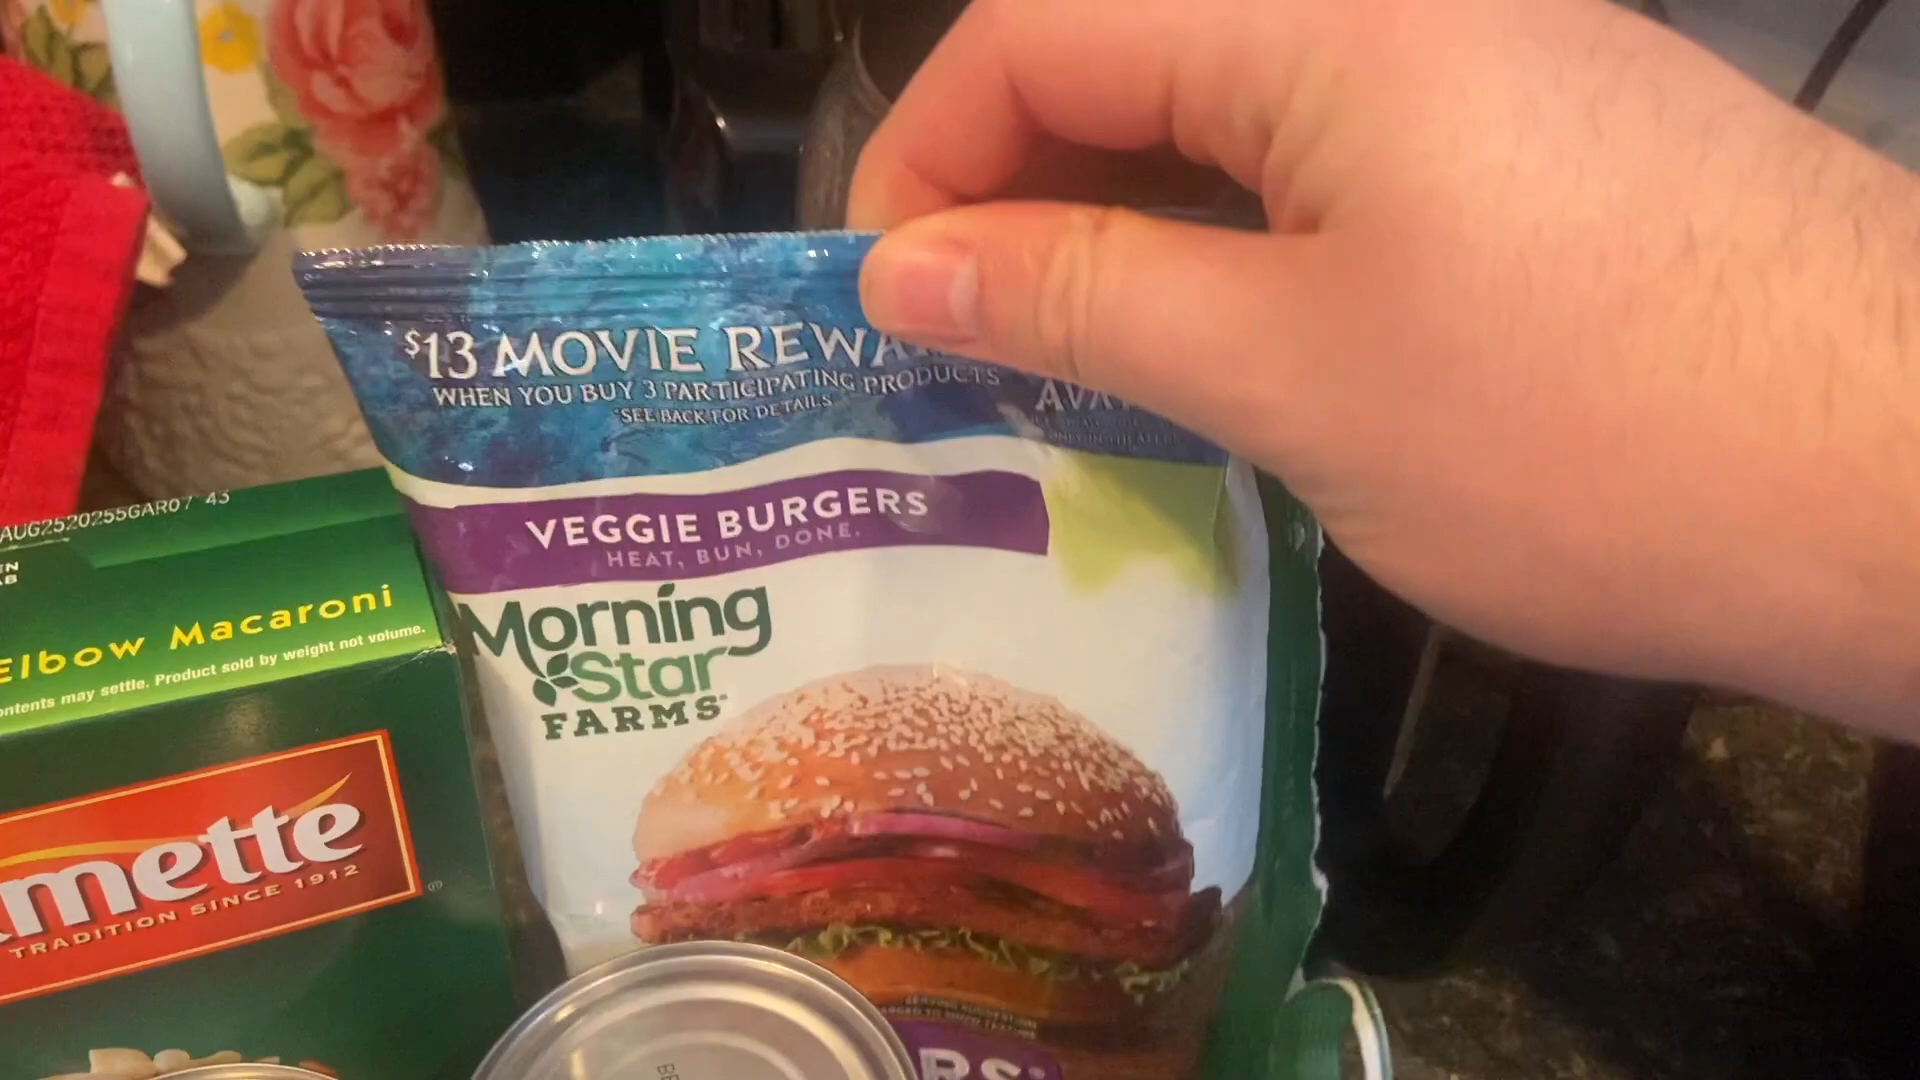 $13 MOVIE REWA
WHEN YOU BUY 3 PARTICIPATING PRODUCTS
*SEE BACK FOR DETAILS
AVA
VEGGIE BURGERS
HEAT, BUN, DONE.
Morning
Star
FARMS
AUG2520255GAR07 43
Elbow Macaroni
ontents may settle. Product sold by weight not volume.
mette
TRADITION SINCE 1912
RS
BE